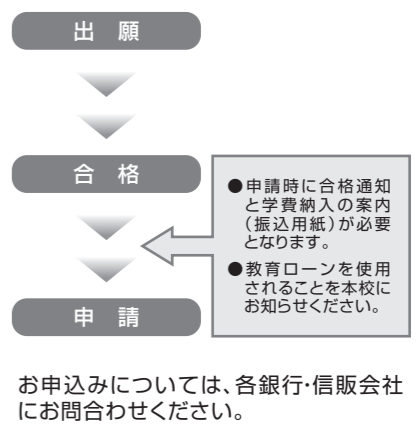 出 願
合 格
●申請時に合格通知
と学費納入の案内
(振込用紙)が必要
となります。
●教育ローンを使用
されることを本校に
お知らせください。
申 請
お申込みについては、各銀行・信販会社
にお問合わせください。